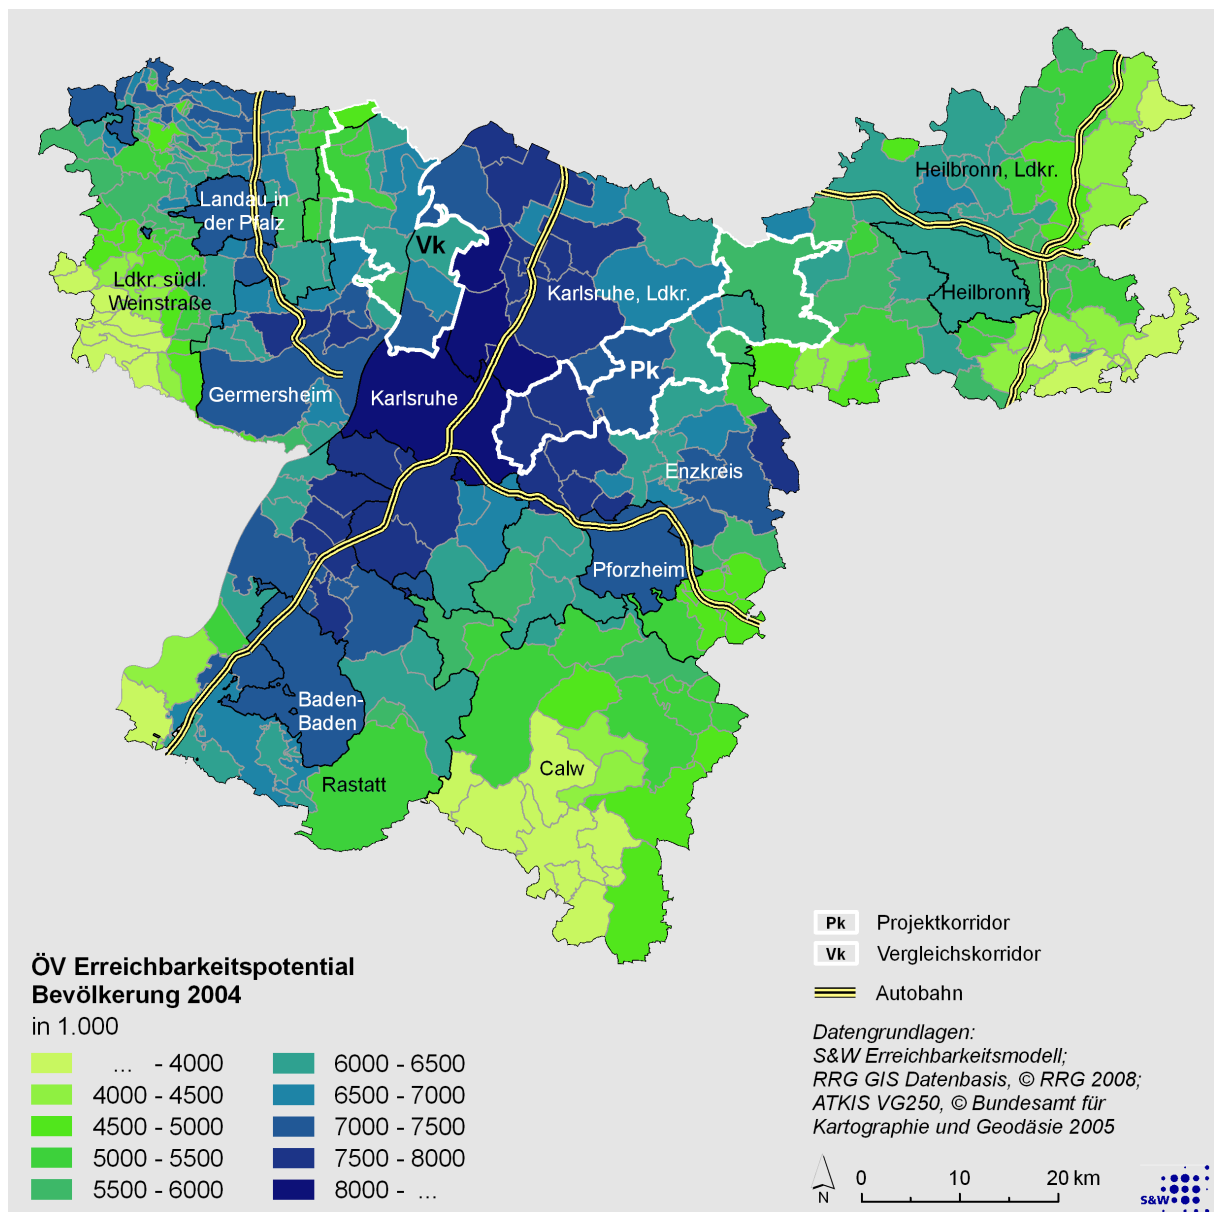 Landau in
der Pfalz
Vk
Ldkr. südl.
Weinstraße
Karlsruhe, Ldkr.
Heilbronn, Ldkr.
Heilbronn
Germersheim
Karlsruhe
Pk
Enzkreis
Pforzheim
Baden-
Baden
Rastatt
Calw
ÖV Erreichbarkeitspotential
Bevölkerung 2004
in 1.000
... - 4000
4000 - 4500
4500 - 5000
5000 - 5500
5500 - 6000
6000 - 6500
6500 - 7000
7000 - 7500
7500 - 8000
8000 - ...
Pk Projektkorridor
Vk Vergleichskorridor
Autobahn
Datengrundlagen:
S&W Erreichbarkeitsmodell;
RRG GIS Datenbasis, © RRG 2008;
ATKIS VG250, © Bundesamt für
Kartographie und Geodäsie 2005
N
0 10 20 km
S&W